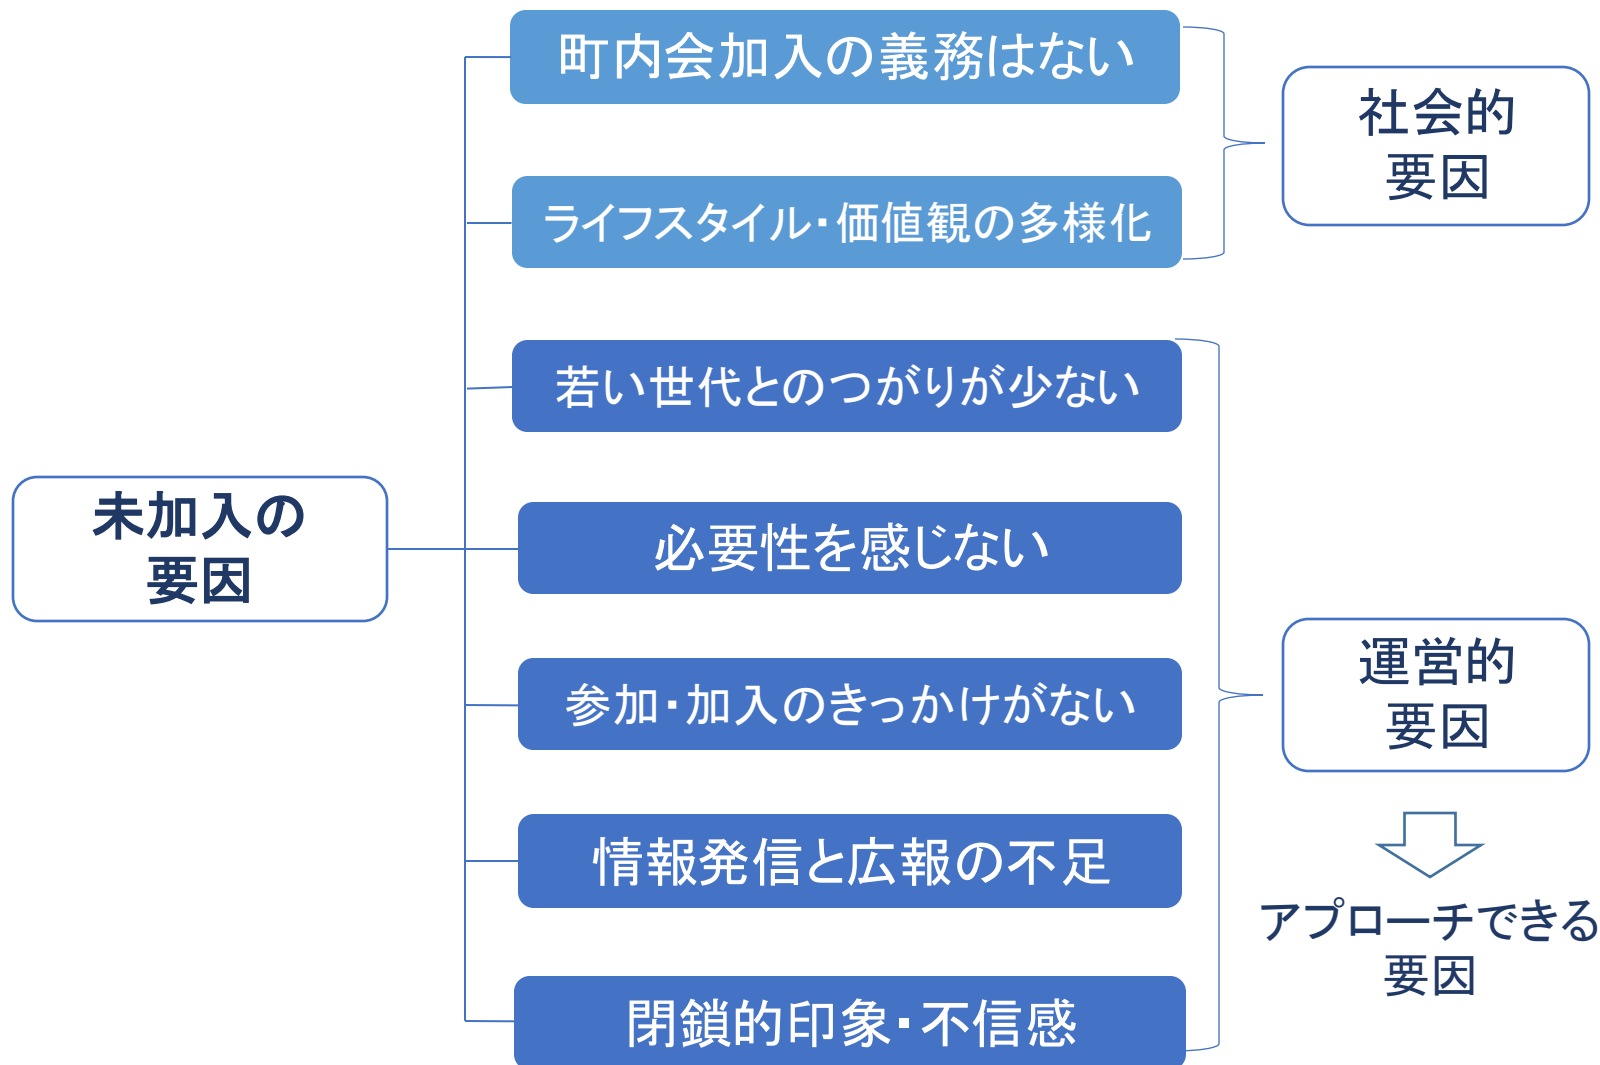 町内会加入の義務はない
社会的
要因
ライフスタイル・価値観の多様化
若い世代とのつがりが少ない
未加入の
要因
必要性を感じない
運営的
要因
参加・加入のきっかけがない
情報発信と広報の不足
アプローチできる
要因
閉鎖的印象・不信感